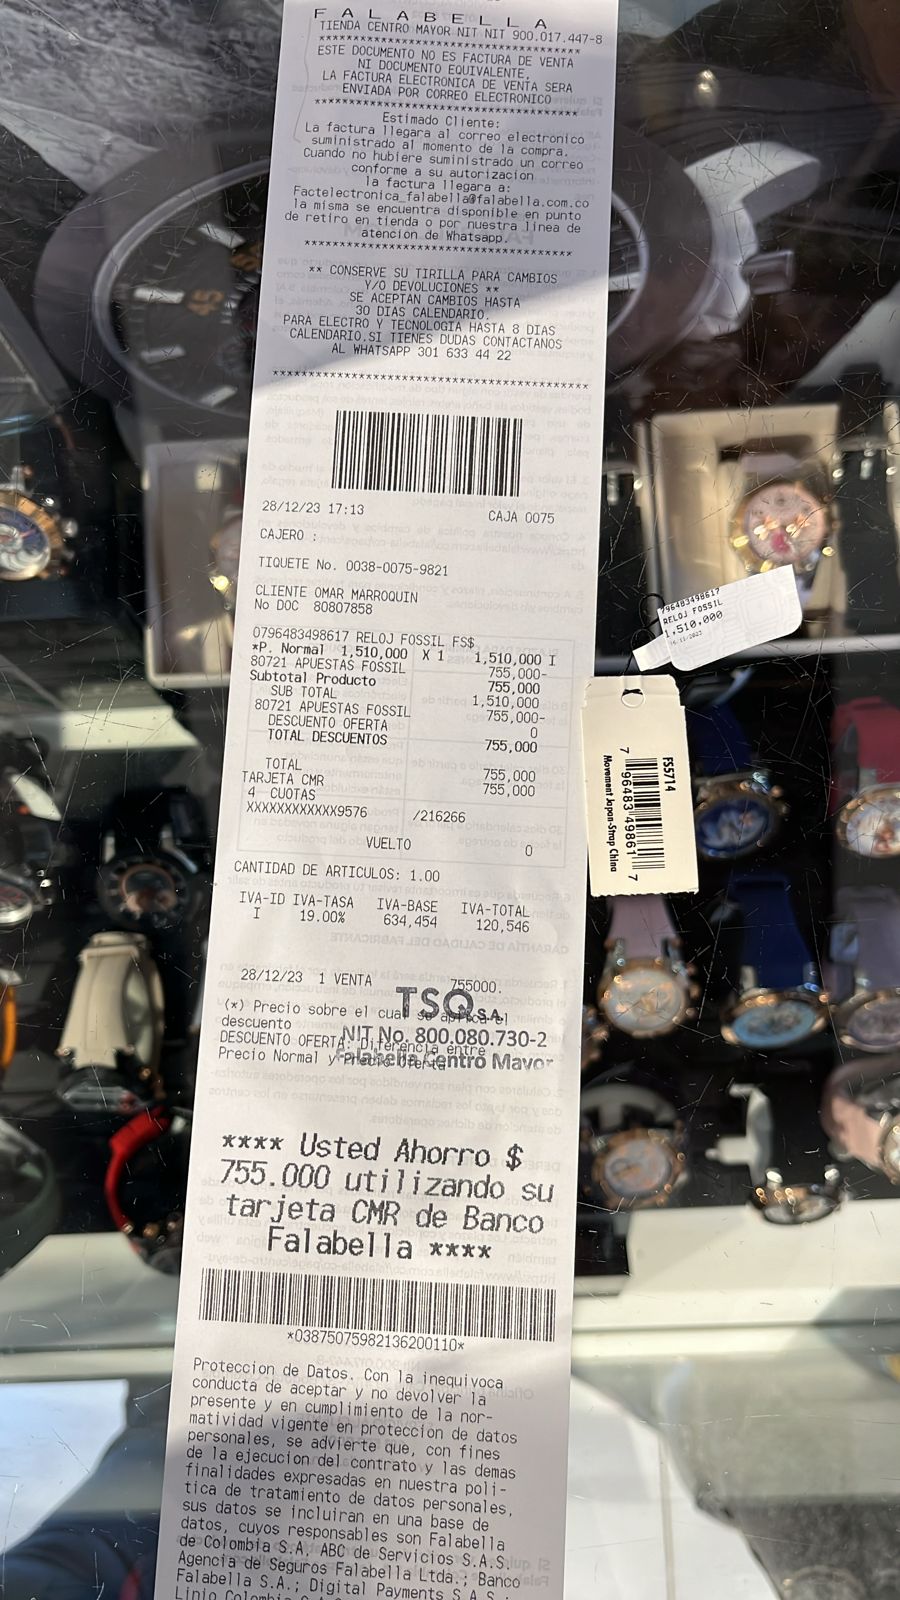 FALABELLA
TIENDA CENTRO MAYOR NIT NIT 900.017.447-8
****************************************
ESTE DOCUMENTO NO ES FACTURA DE VENTA
NI DOCUMENTO EQUIVALENTE.
LA FACTURA ELECTRONICA DE VENTA SERA
ENVIADA POR CORREO ELECTRONICO
****************************************
Estimado Cliente:
La factura llegara al correo electronico
suministrado al momento de la compra.
Cuando no hubiere suministrado un correo
conforme a su autorizacion
la factura llegara a:
Factelectronica_falabella@falabella.com.co
la misma se encuentra disponible en punto
de retiro en tienda o por nuestra linea de
atencion de Whatsapp.
****************************************
** CONSERVE SU TIRILLA PARA CAMBIOS
Y/O DEVOLUCIONES **
SE ACEPTAN CAMBIOS HASTA
30 DIAS CALENDARIO.
PARA ELECTRO Y TECNOLOGIA HASTA 8 DIAS
CALENDARIO.SI TIENES DUDAS CONTACTANOS
AL WHATSAPP 301 633 44 22
****************************************
28/12/23 17:13 CAJA 0075
CAJERO :
TIQUETE No. 0038-0075-9821
CLIENTE OMAR MARROQUIN
No DOC 80807858
0796483498617 RELOJ FOSSIL FS$
*P. Normal 1,510,000 X 1 1,510,000 I
80721 APUESTAS FOSSIL 755,000-
Subtotal Producto 755,000
SUB TOTAL 1,510,000
80721 APUESTAS FOSSIL 755,000-
DESCUENTO OFERTA 0
TOTAL DESCUENTOS 755,000
TOTAL 755,000
TARJETA CMR 755,000
4 CUOTAS
XXXXXXXXXXXX9576 /216266
VUELTO 0
CANTIDAD DE ARTICULOS: 1.00
IVA-ID IVA-TASA IVA-BASE IVA-TOTAL
I 19.00% 634,454 120,546
28/12/23 1 VENTA 755000.
(*) Precio sobre el cual se aplica el
descuento
DESCUENTO OFERTA: Diferencia entre
Precio Normal y Precio Oferta
TSO S.A.
NIT No. 800.080.730-2
Falabella Centro Mayor
**** Usted Ahorro $
755.000 utilizando su
tarjeta CMR de Banco
Falabella ****
*03875075982136200110*
Proteccion de Datos. Con la inequivoca
conducta de aceptar y no devolver la
presente y en cumplimiento de la nor-
matividad vigente en proteccion de datos
personales, se advierte que, con fines
de la ejecucion del contrato y las demas
finalidades expresadas en nuestra poli-
tica de tratamiento de datos personales,
sus datos se incluiran en una base de
datos, cuyos responsables son Falabella
de Colombia S.A, ABC de Servicios S.A.S.
Agencia de Seguros Falabella Ltda.; Banco
Falabella S.A.; Digital Payments S.A.S.;
Linio Colombia
796483498617
RELOJ FOSSIL
1,510,000
FS5714
7 96483 49861 7
Movement Japan-Strap China